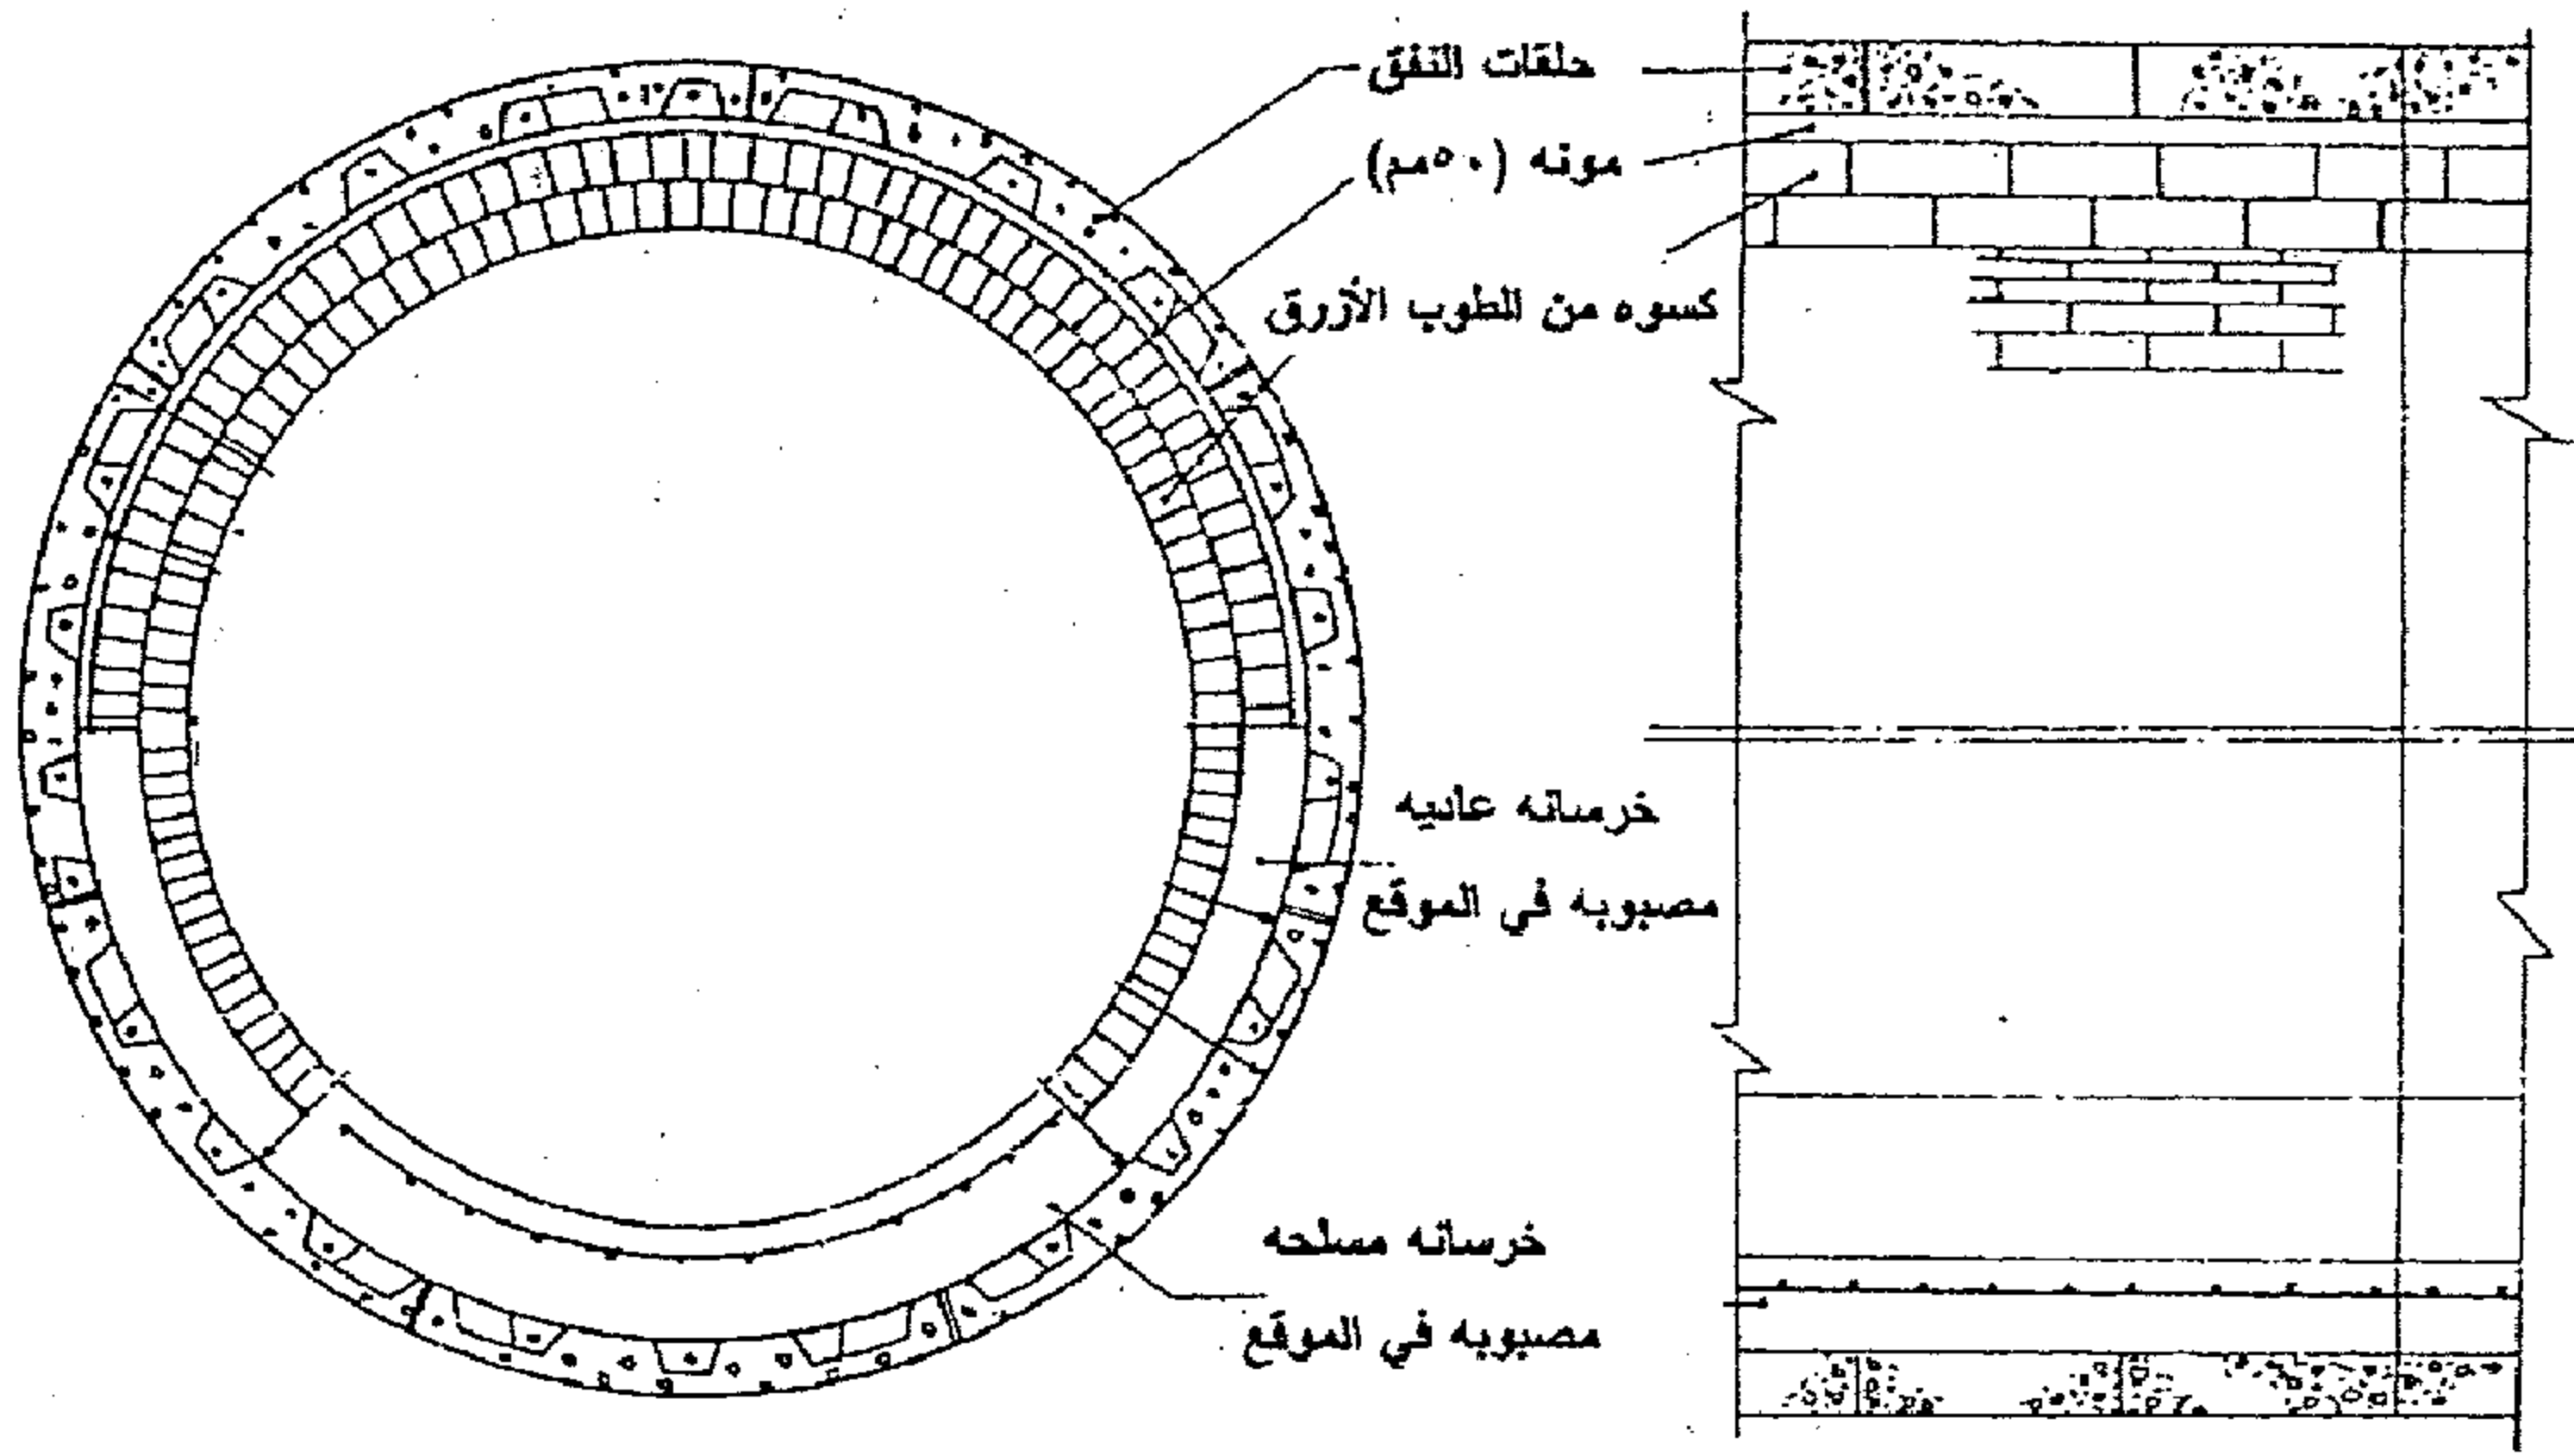 حلقات النفق
مونه (٥٠مم)
كسوه من الطوب الأزرق
خرسانه عاديه
مصبوبه في الموقع
خرسانه مسلحه
مصبوبه في الموقع